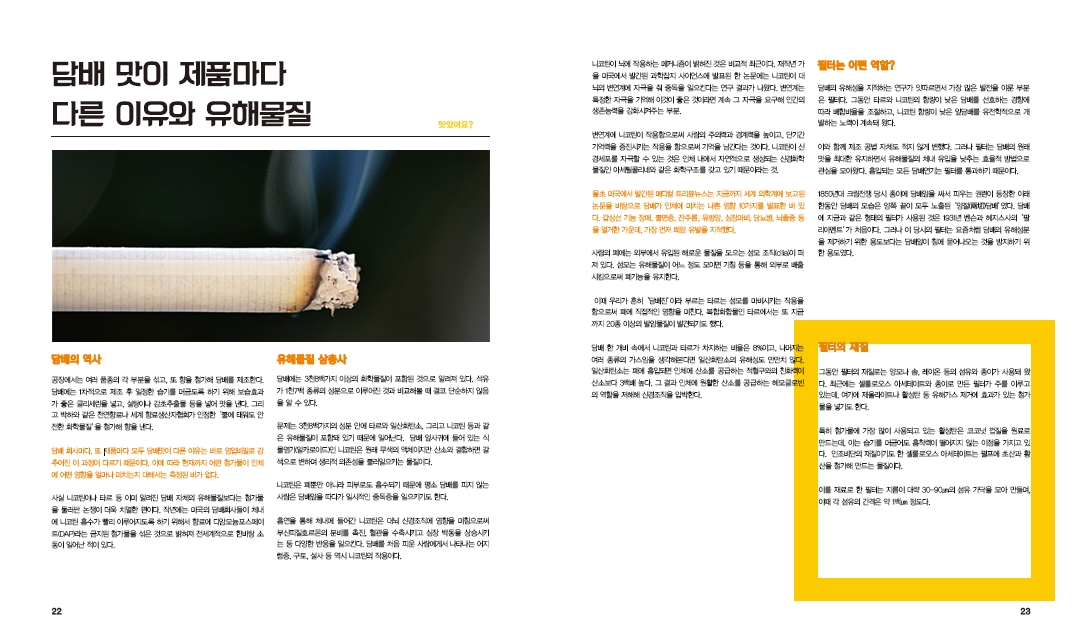 담배 맛이 제품마다
다른 이유와 유해물질
맛있어요?
담배의 역사
공장에서는 여러 품종의 각 부분을 섞고, 또 향을 첨가해 담배를 제조한다.
담배에는 1차적으로 제조 후 일정한 습기를 머금도록 하기 위해 보습효과
가 좋은 글리세린을 넣고, 설탕이나 감초추출물 등을 넣어 맛을 낸다. 그리
고 박하와 같은 천연향료나 세계 향료생산자협회가 인정한 '불에 태워도 안
전한 화학물질'을 첨가해 향을 낸다.
담배 회사마다, 또 제품마다 모두 담배맛이 다른 이유는 바로 영업비밀로 감
추어진 이 과정이 다르기 때문이다. 이에 따라 현재까지 어떤 첨가물이 인체
에 어떤 영향을 얼마나 미치는지 대해서는 측정된 바가 없다.
사실 니코틴이나 타르 등 이미 알려진 담배 자체의 유해물질보다는 첨가물
을 둘러싼 논쟁이 더욱 치열한 편이다. 작년에는 미국의 담배회사들이 체내
에 니코틴 흡수가 빨리 이루어지도록 하기 위해서 향료에 디암모늄포스페이
트(DAP)라는 금지된 첨가물을 섞은 것으로 밝혀져 전세계적으로 한바탕 소
동이 일어난 적이 있다.
유해물질 삼총사
담배에는 3천8백가지 이상의 화학물질이 포함된 것으로 알려져 있다. 석유
가 1천7백 종류의 성분으로 이루어진 것과 비교해볼 때 결코 단순하지 않음
을 알 수 있다.
문제는 3천8백가지의 성분 안에 타르와 일산화탄소, 그리고 니코틴 등과 같
은 유해물질이 포함돼 있기 때문에 일어난다. 담배 잎사귀에 들어 있는 식
물염기(알카로이드)인 니코틴은 원래 무색의 액체이지만 산소와 결합하면 갈
색으로 변하며 생리적 의존성을 불러일으키는 물질이다.
니코틴은 폐뿐만 아니라 피부로도 흡수되기 때문에 평소 담배를 피지 않는
사람은 담배잎을 따다가 일시적인 중독증을 일으키기도 한다.
흡연을 통해 체내에 들어간 니코틴은 대뇌 신경조직에 영향을 미침으로써
부신피질호르몬의 분비를 촉진, 혈관을 수축시키고 심장 박동을 상승시키
는 등 다양한 반응을 일으킨다. 담배를 처음 피운 사람에게서 나타나는 어지
럼증, 구토, 설사 등 역시 니코틴의 작용이다.
22
니코틴이 뇌에 작용하는 메커니즘이 밝혀진 것은 비교적 최근이다. 재작년 가
을 미국에서 발간된 과학잡지 사이언스에 발표된 한 논문에는 니코틴이 대
뇌의 변연계에 자극을 줘 중독을 일으킨다는 연구 결과가 나왔다. 변연계는
특정한 자극을 기억해 이것이 좋은 것이라면 계속 그 자극을 요구해 인간의
생존능력을 강화시켜주는 부분.
변연계에 니코틴이 작용함으로써 사람의 주의력과 경계력을 높이고, 단기간
기억력을 증진시키는 작용을 함으로써 기억을 남긴다는 것이다. 니코틴이 신
경세포를 자극할 수 있는 것은 인체 내에서 자연적으로 생성되는 신경화학
물질인 아세틸콜린네와 같은 화학구조를 갖고 있기 때문이라는 것.
올초 미국에서 발간된 메디컬 트리뷴뉴스는 지금까지 세계 의학계에 보고된
논문을 바탕으로 담배가 인체에 미치는 나쁜 영향 10가지를 발표한 바 있
다. 갑상선 기능 장애, 불면증, 잔주름, 유방암, 심장마비, 당뇨병, 뇌출중 등
을 열거한 가운데, 가장 먼저 폐암 유발을 지적했다.
사람의 폐에는 외부에서 유입된 해로운 물질을 모으는 섬모 조직(cilia)이 퍼
져 있다. 섬모는 유해물질이 어느 정도 모이면 기침 등을 통해 외부로 배출
시킴으로써 폐기능을 유지한다.
이때 우리가 흔히 '담배진'이라 부르는 타르는 섬모를 마비시키는 작용을
함으로써 폐에 직접적인 영향을 미친다. 복합화합물인 타르에서는 또 지금
까지 20종 이상의 발암물질이 발견되기도 했다.
담배 한 개비 속에서 니코틴과 타르가 차지하는 비율은 8%이고, 나머지는
여러 종류의 가스임을 생각해본다면 일산화탄소의 유해성도 만만치 않다.
일산화탄소는 폐에 흡입되면 인체에 산소를 공급하는 적혈구와의 친화력이
산소보다 3백배 높다. 그 결과 인체에 원활한 산소를 공급하는 헤모글로빈
의 역할을 저해해 신경조직을 압박한다.
필터는 어떤 역할?
담배의 유해성을 지적하는 연구가 잇따르면서 가장 많은 발전을 이룬 부분
은 필터다. 그동안 타르와 니코틴의 함량이 낮은 담배를 선호하는 경향에
따라 배합비율을 조절하고, 니코틴 함량이 낮은 잎담배를 유전학적으로 개
발하는 노력이 계속돼 왔다.
이와 함께 제조 공법 자체도 적지 않게 변했다. 그러나 필터는 담배의 원래
맛을 최대한 유지하면서 유해물질의 체내 유입을 낮추는 효율적 방법으로
관심을 모아왔다. 흡입되는 모든 담배연기는 필터를 통과하기 때문이다.
1850년대 크림전쟁 당시 종이에 담배잎을 싸서 피우는 권련이 등장한 이래
한동안 담배의 모습은 양쪽 끝이 모두 노출된 '양절(兩切)담배'였다. 담배
에 지금과 같은 형태의 필터가 사용된 것은 1931년 벤슨과 헤지스사의 '팔
리아멘트'가 처음이다. 그러나 이 당시의 필터는 요즘처럼 담배의 유해성분
을 제거하기 위한 용도보다는 담배잎이 침에 묻어나오는 것을 방지하기 위
한 용도였다.
필터의 재질
그동안 필터의 재료로는 양모나 솜, 레이온 등의 섬유와 종이가 사용돼 왔
다. 최근에는 셀룰로오스 아세테이트와 종이로 만든 필터가 주를 이루고
있는데, 여기에 제올라이트나 활성탄 등 유해가스 제거에 효과가 있는 첨가
물을 넣기도 한다.
특히 첨가물에 가장 많이 사용되고 있는 활성탄은 코코넛 껍질을 원료로
만드는데, 이는 습기를 머금어도 흡착력이 떨어지지 않는 이점을 가지고 있
다. 인조비단의 재질이기도 한 셀룰로오스 아세테이트는 펄프에 초산과 황
산을 첨가해 만드는 물질이다.
이를 재료로 한 필터는 지름이 대략 30-90㎛의 섬유 가닥을 모아 만들며,
이때 각 섬유의 간격은 약 1백㎛ 정도다.
23